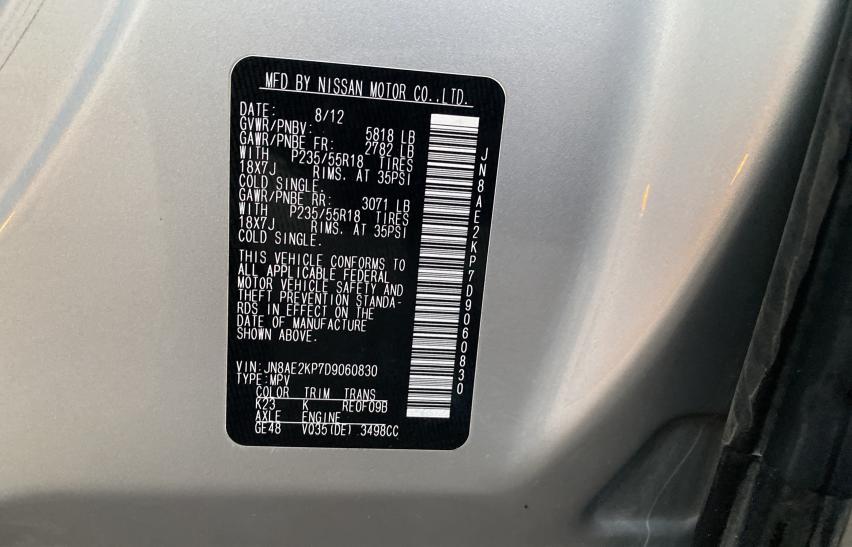 MFD BY NISSAN MOTOR CO.,LTD.
DATE: 8/12
GVWR/PNBV: 5818 LB
GAWR/PNBE FR: 2782 LB
WITH P235/55R18 TIRES
18X7J RIMS. AT 35PSI
COLD SINGLE.
GAWR/PNBE RR: 3071 LB
WITH P235/55R18 TIRES
18X7J RIMS. AT 35PSI
COLD SINGLE.
THIS VEHICLE CONFORMS TO
ALL APPLICABLE FEDERAL
MOTOR VEHICLE SAFETY AND
THEFT PREVENTION STANDA-
RDS IN EFFECT ON THE
DATE OF MANUFACTURE
SHOWN ABOVE.
VIN:JN8AE2KP7D9060830
TYPE:MPV
COLOR TRIM TRANS
K23 K RE0F09B
AXLE ENGINE
GE48 VQ35(DE) 3498CC
JN8AE2KP7D9060830